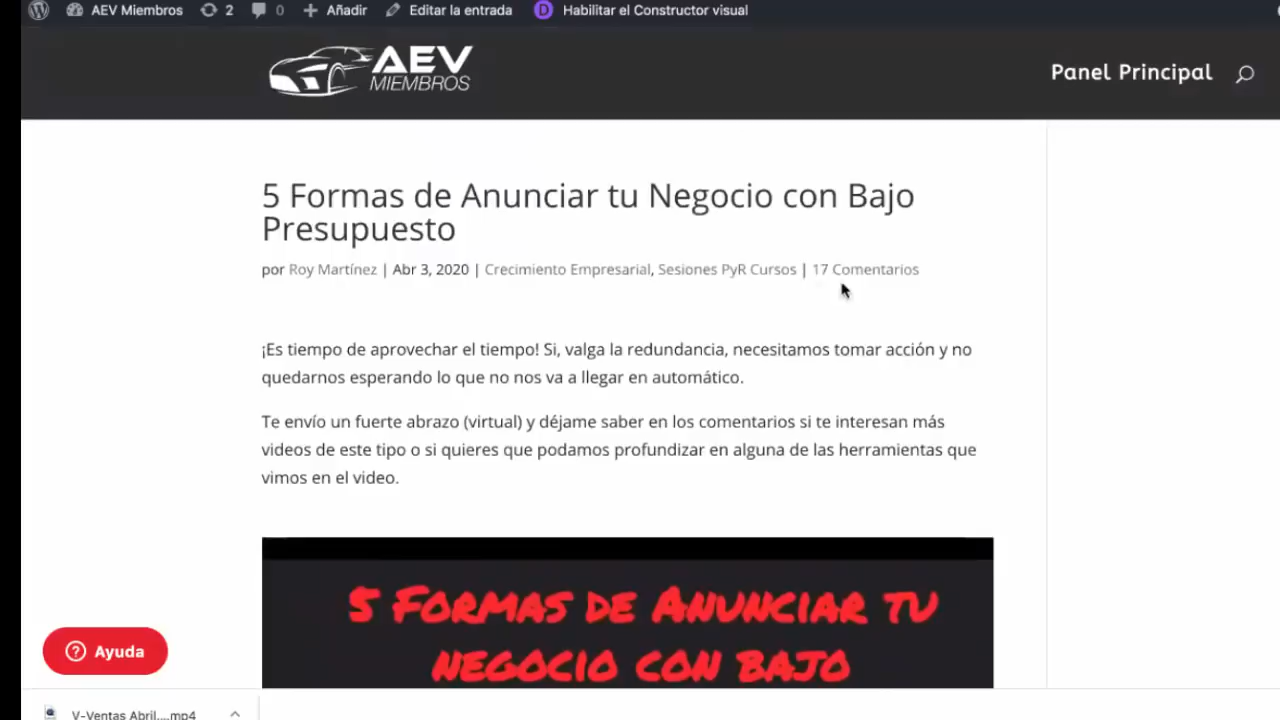 AEV Miembros 2 0 Añadir Editar la entrada Habilitar el Constructor visual
AEV
MIEMBROS
Panel Principal
5 Formas de Anunciar tu Negocio con Bajo
Presupuesto
por Roy Martínez | Abr 3, 2020 | Crecimiento Empresarial, Sesiones PyR Cursos | 17 Comentarios
¡Es tiempo de aprovechar el tiempo! Si, valga la redundancia, necesitamos tomar acción y no
quedarnos esperando lo que no nos va a llegar en automático.
Te envío un fuerte abrazo (virtual) y déjame saber en los comentarios si te interesan más
videos de este tipo o si quieres que podamos profundizar en alguna de las herramientas que
vimos en el video.
5 Formas de Anunciar tu
negocio con bajo
Ayuda
V-Ventas Abril....mp4